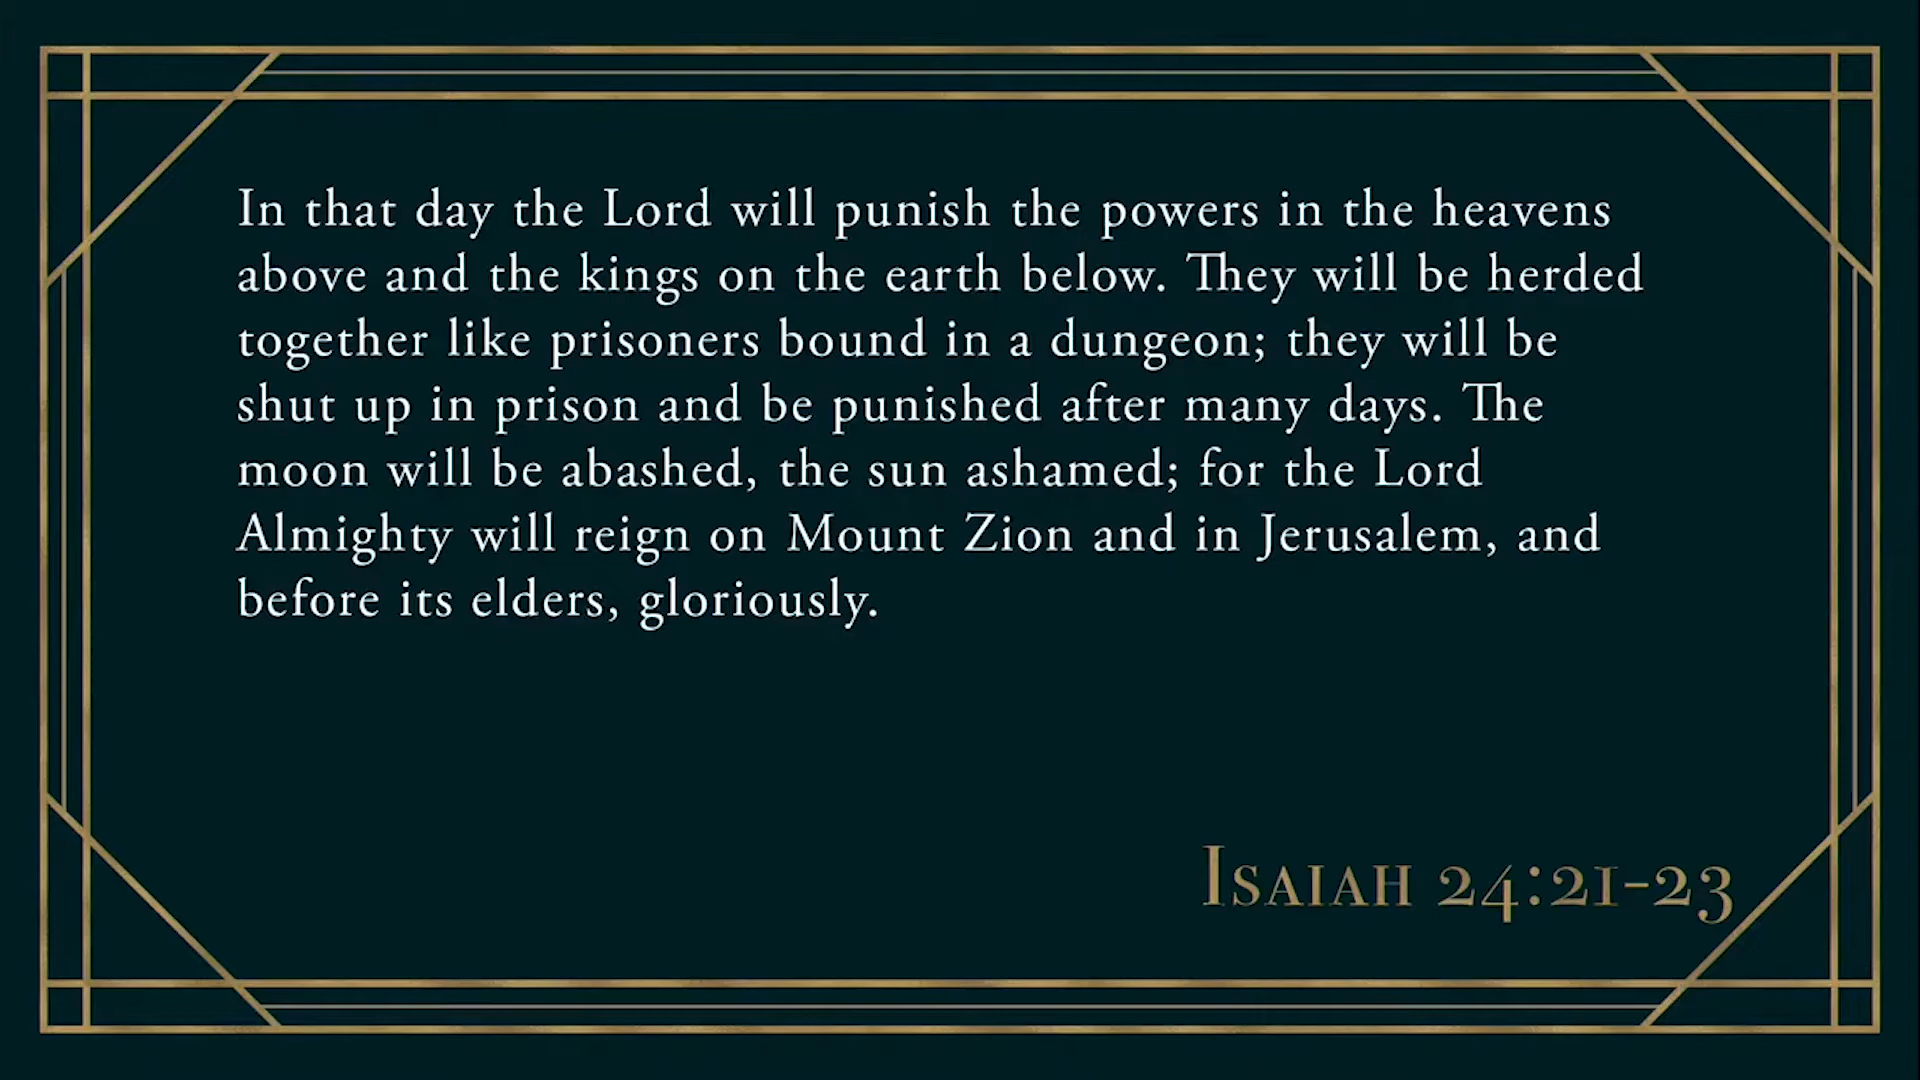 In that day the Lord will punish the powers in the heavens
above and the kings on the earth below. They will be herded
together like prisoners bound in a dungeon; they will be
shut up in prison and be punished after many days. The
moon will be abashed, the sun ashamed; for the Lord
Almighty will reign on Mount Zion and in Jerusalem, and
before its elders, gloriously.
Isaiah 24:21-23